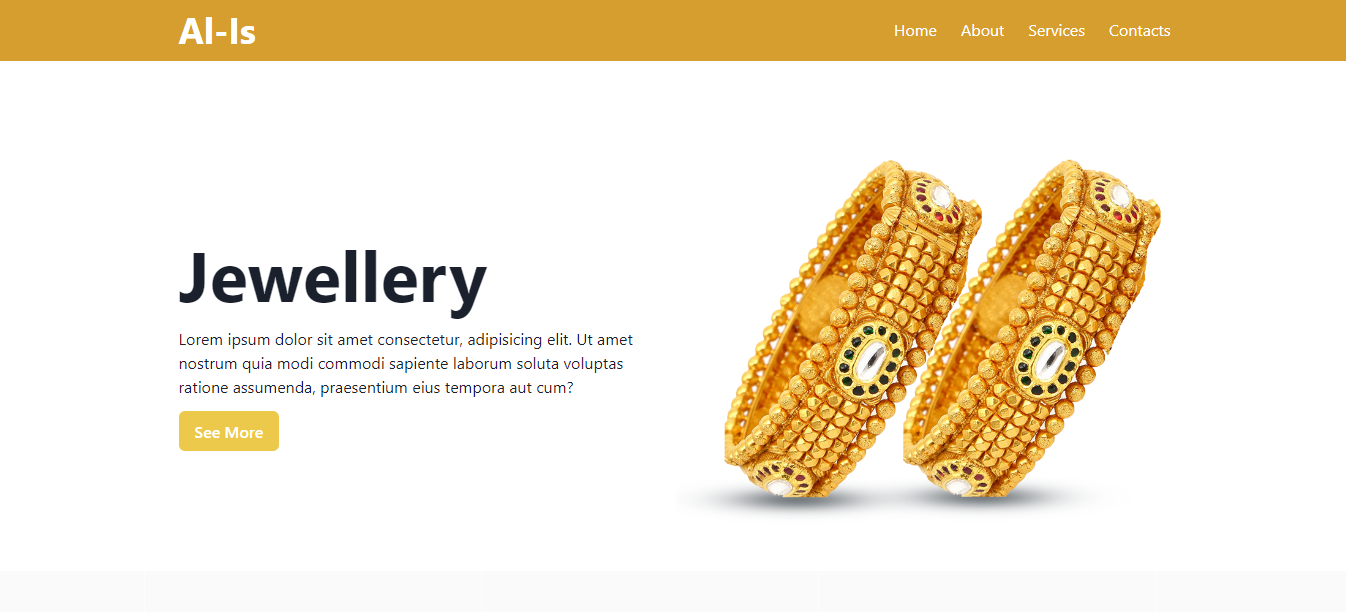 Al-Is
Home About Services Contacts
Jewellery
Lorem ipsum dolor sit amet consectetur, adipisicing elit. Ut amet
nostrum quia modi commodi sapiente laborum soluta voluptas
ratione assumenda, praesentium eius tempora aut cum?
See More